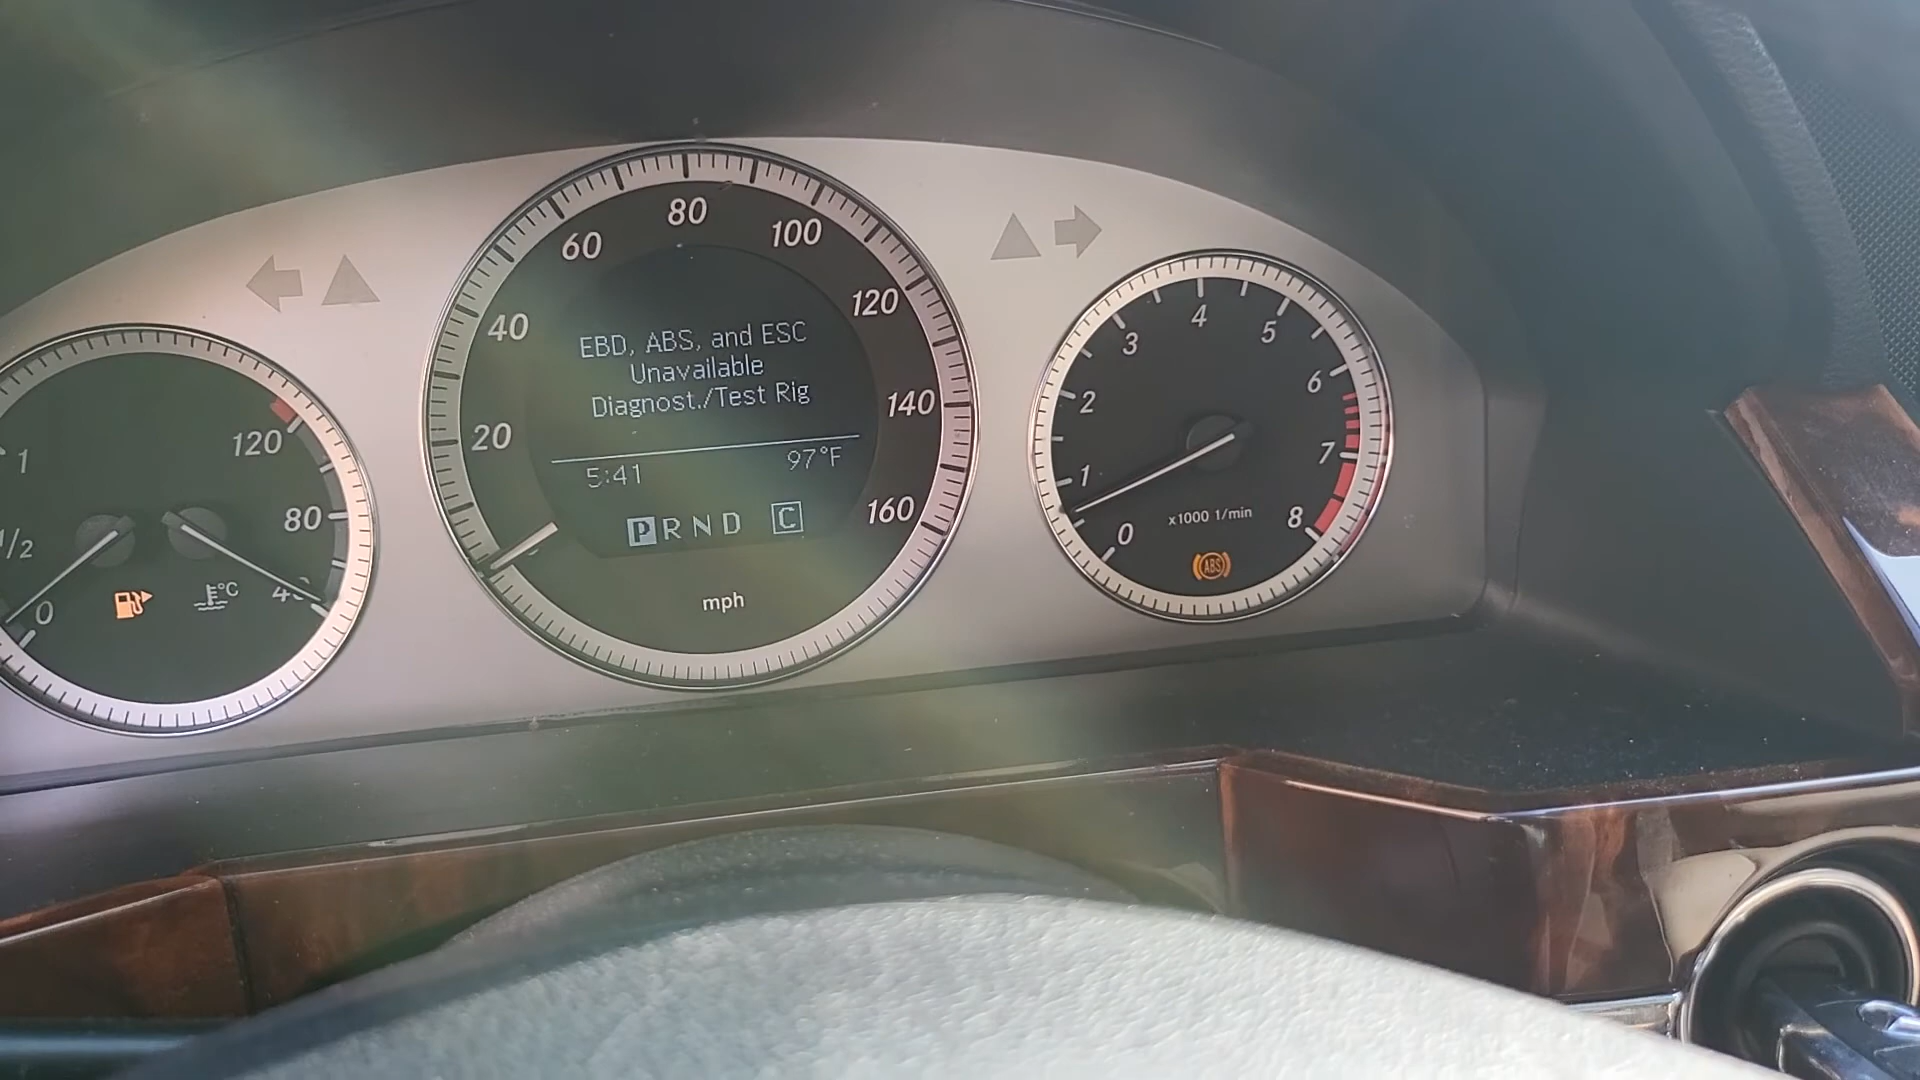 1
1/2
0
120
80
°C
20
40
60
80
100
120
140
160
EBD, ABS, and ESC
Unavailable
Diagnost./Test Rig
5:41 97°F
P R N D C
mph
0
1
2
3
4
5
6
7
8
x1000 1/min
ABS